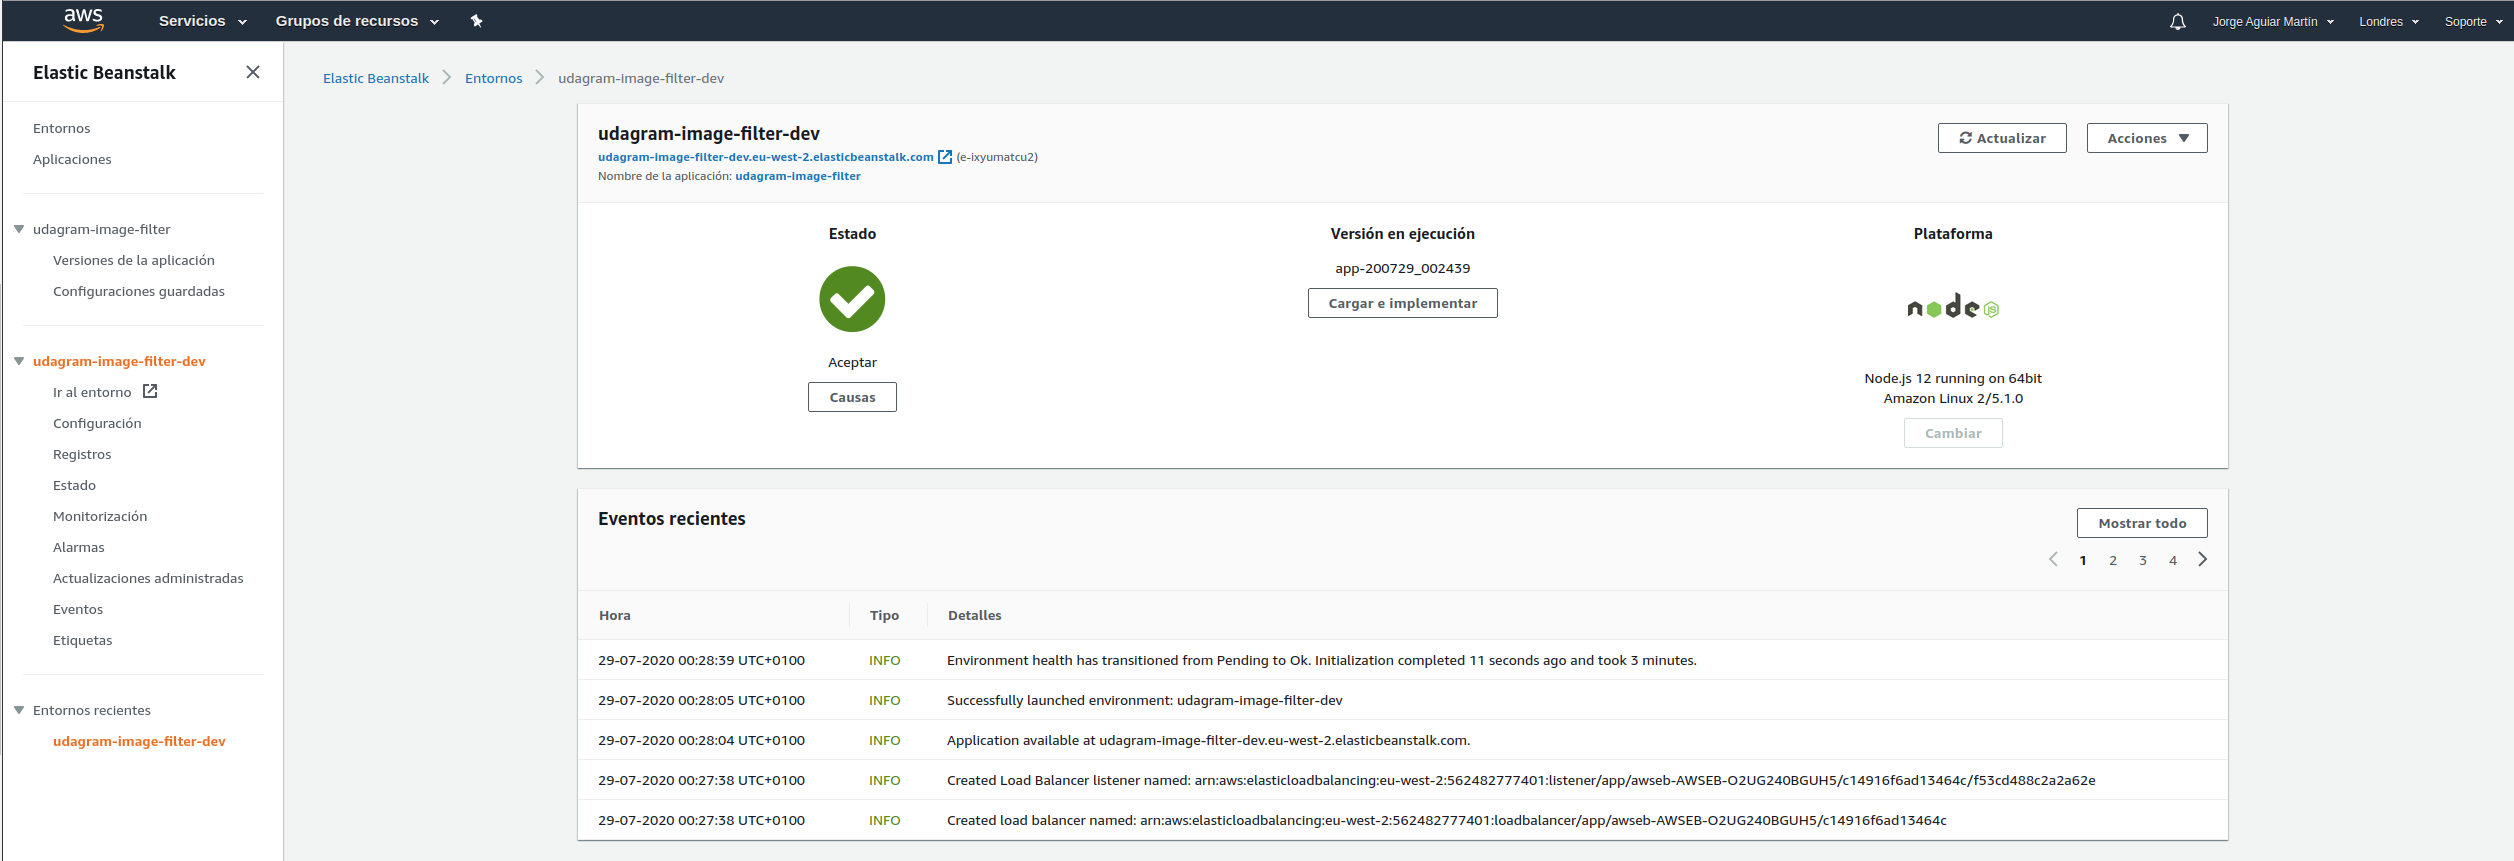 aws Servicios Grupos de recursos Jorge Aguiar Martín Londres Soporte
Elastic Beanstalk
Entornos
Aplicaciones
udagram-image-filter
Versiones de la aplicación
Configuraciones guardadas
udagram-image-filter-dev
Ir al entorno
Configuración
Registros
Estado
Monitorización
Alarmas
Actualizaciones administradas
Eventos
Etiquetas
Entornos recientes
udagram-image-filter-dev
Elastic Beanstalk Entornos udagram-image-filter-dev
udagram-image-filter-dev
Actualizar Acciones
udagram-image-filter-dev.eu-west-2.elasticbeanstalk.com (e-ixyumatcu2)
Nombre de la aplicación: udagram-image-filter
Estado
Aceptar
Causas
Versión en ejecución
app-200729_002439
Cargar e implementar
Plataforma
node JS
Node.js 12 running on 64bit
Amazon Linux 2/5.1.0
Cambiar
Eventos recientes
Mostrar todo
1 2 3 4
Hora Tipo Detalles
29-07-2020 00:28:39 UTC+0100 INFO Environment health has transitioned from Pending to Ok. Initialization completed 11 seconds ago and took 3 minutes.
29-07-2020 00:28:05 UTC+0100 INFO Successfully launched environment: udagram-image-filter-dev
29-07-2020 00:28:04 UTC+0100 INFO Application available at udagram-image-filter-dev.eu-west-2.elasticbeanstalk.com.
29-07-2020 00:27:38 UTC+0100 INFO Created Load Balancer listener named: arn:aws:elasticloadbalancing:eu-west-2:562482777401:listener/app/awseb-AWSEB-O2UG240BGUH5/c14916f6ad13464c/f53cd488c2a2a62e
29-07-2020 00:27:38 UTC+0100 INFO Created load balancer named: arn:aws:elasticloadbalancing:eu-west-2:562482777401:loadbalancer/app/awseb-AWSEB-O2UG240BGUH5/c14916f6ad13464c